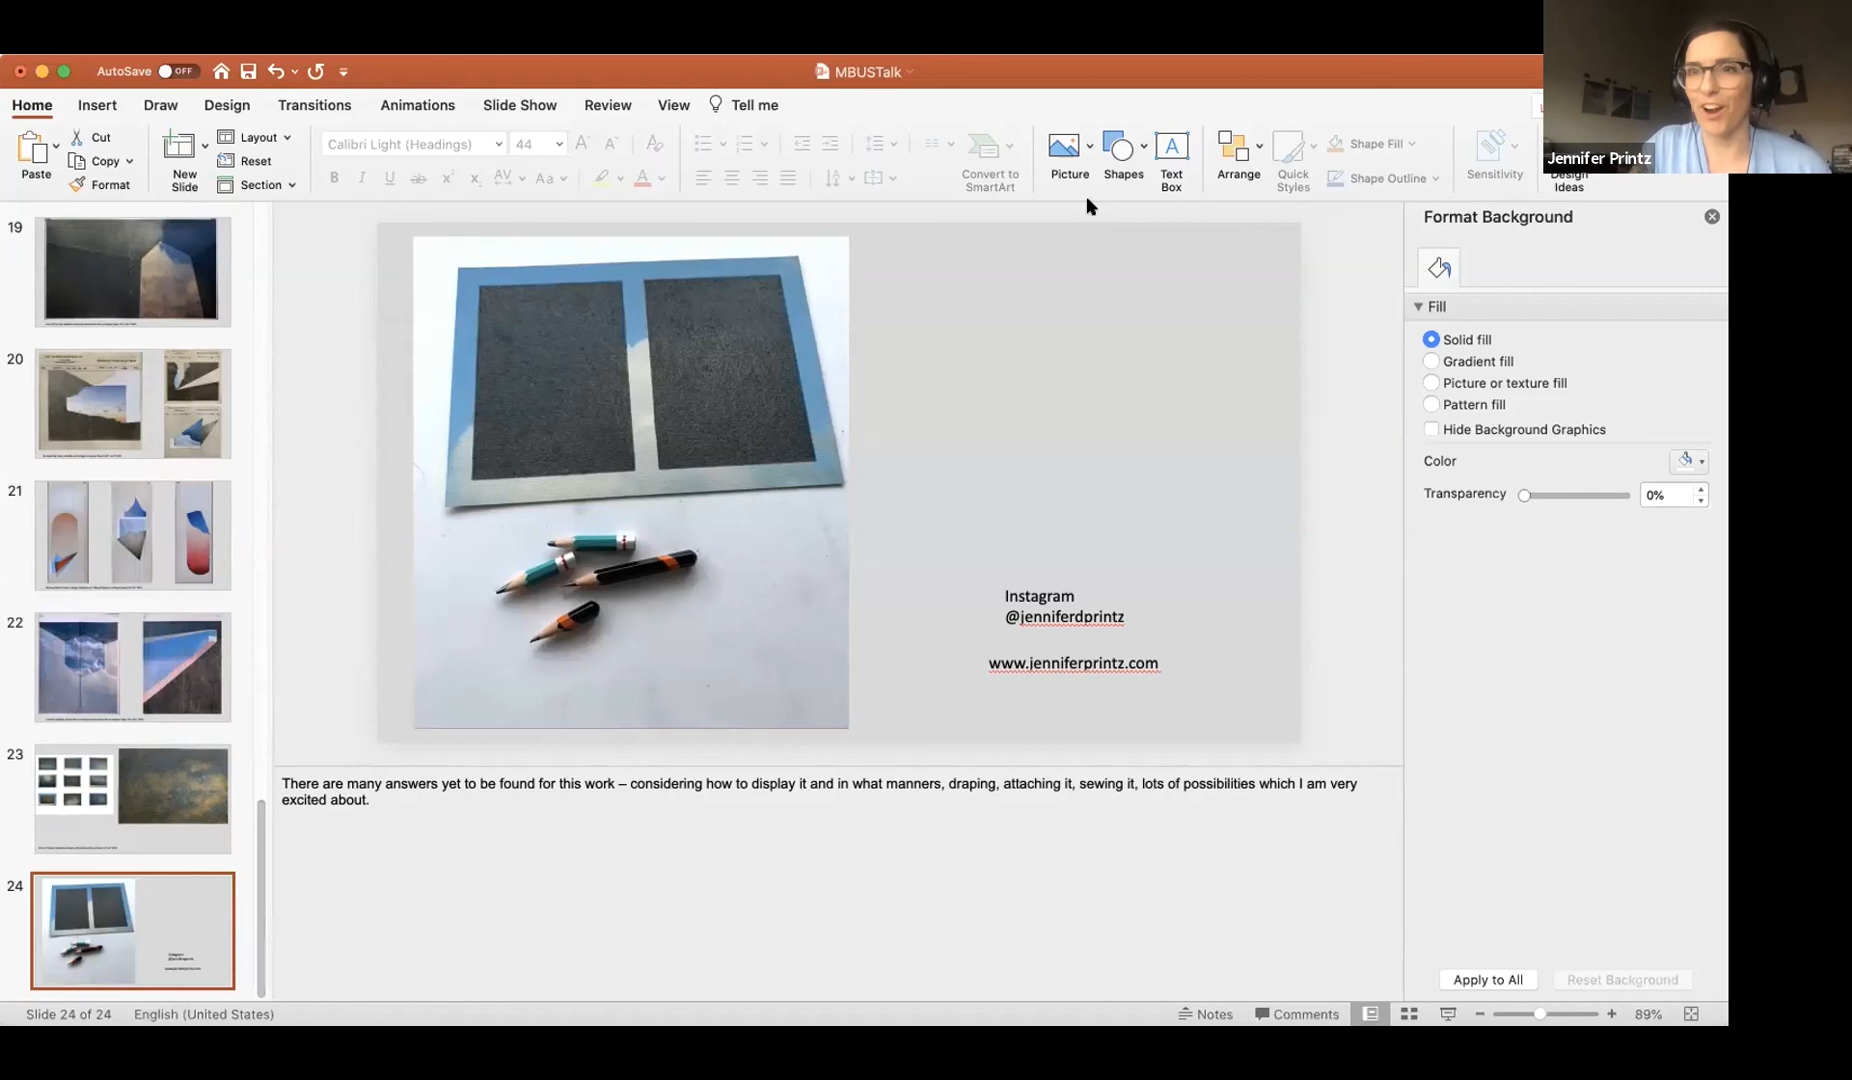 AutoSave OFF
MBUSTalk
Home Insert Draw Design Transitions Animations Slide Show Review View Tell me
Paste
Cut
Copy
Format
New
Slide
Layout
Reset
Section
Calibri Light (Headings) 44
Convert to
SmartArt
Picture
Shapes
Text
Box
Arrange
Quick
Styles
Shape Fill
Shape Outline
Sensitivity
Design
Ideas
Jennifer Printz
19
20
21
22
23
24
Instagram
@jenniferdprintz
www.jenniferprintz.com
There are many answers yet to be found for this work – considering how to display it and in what manners, draping, attaching it, sewing it, lots of possibilities which I am very
excited about.
Format Background
Fill
Solid fill
Gradient fill
Picture or texture fill
Pattern fill
Hide Background Graphics
Color
Transparency 0%
Apply to All Reset Background
Slide 24 of 24 English (United States) Notes Comments 89%